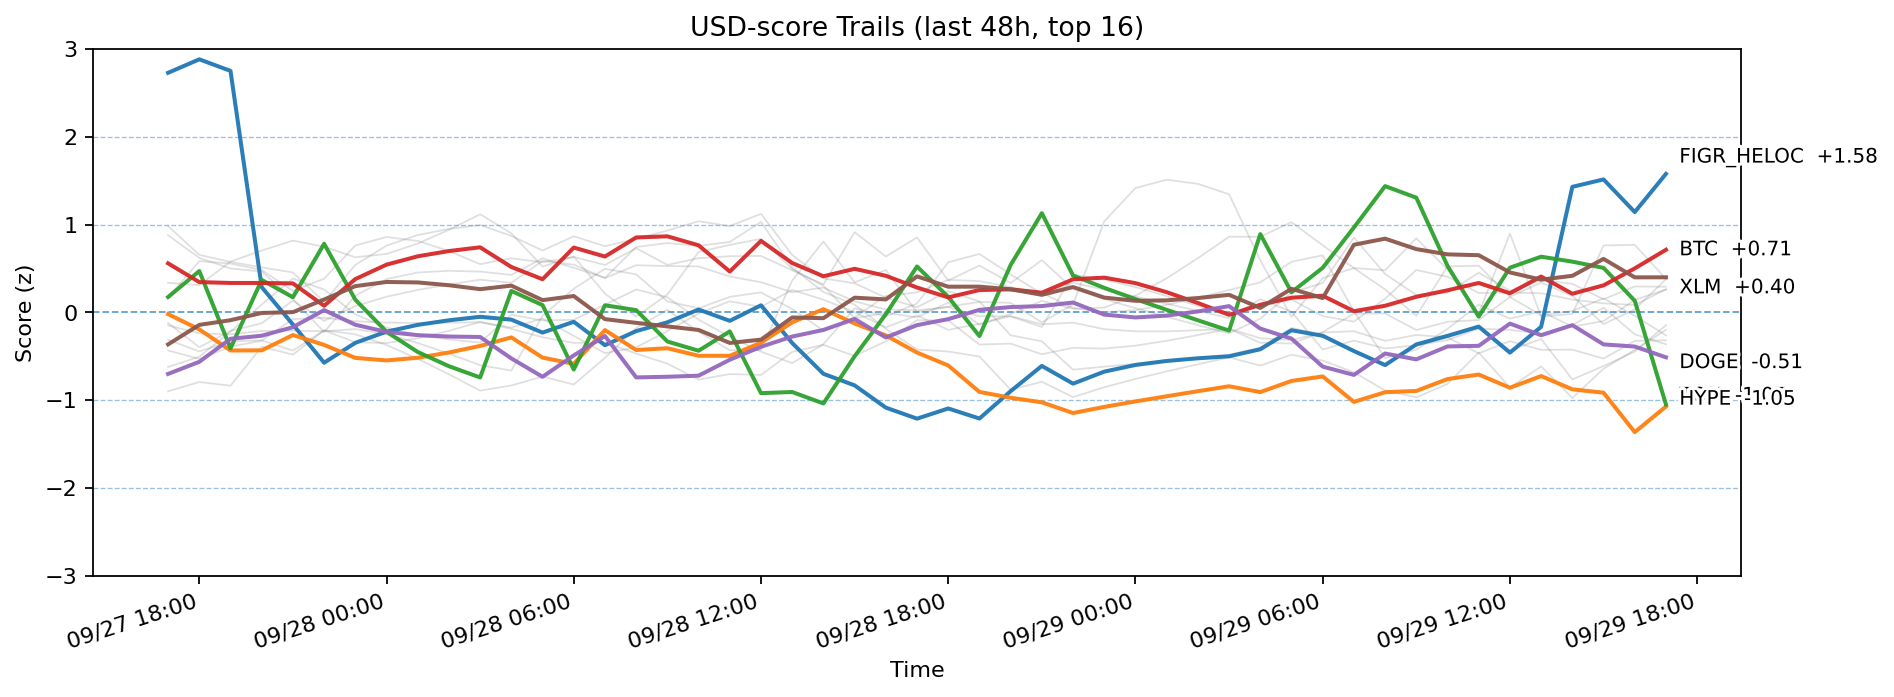 USD-score Trails (last 48h, top 16)
3
2
1
0
−1
−2
−3
Score (z)
FIGR_HELOC +1.58
BTC +0.71
XLM +0.40
DOGE -0.51
HYPE -1.05
09/27 18:00
09/28 00:00
09/28 06:00
09/28 12:00
09/28 18:00
09/29 00:00
09/29 06:00
09/29 12:00
09/29 18:00
Time